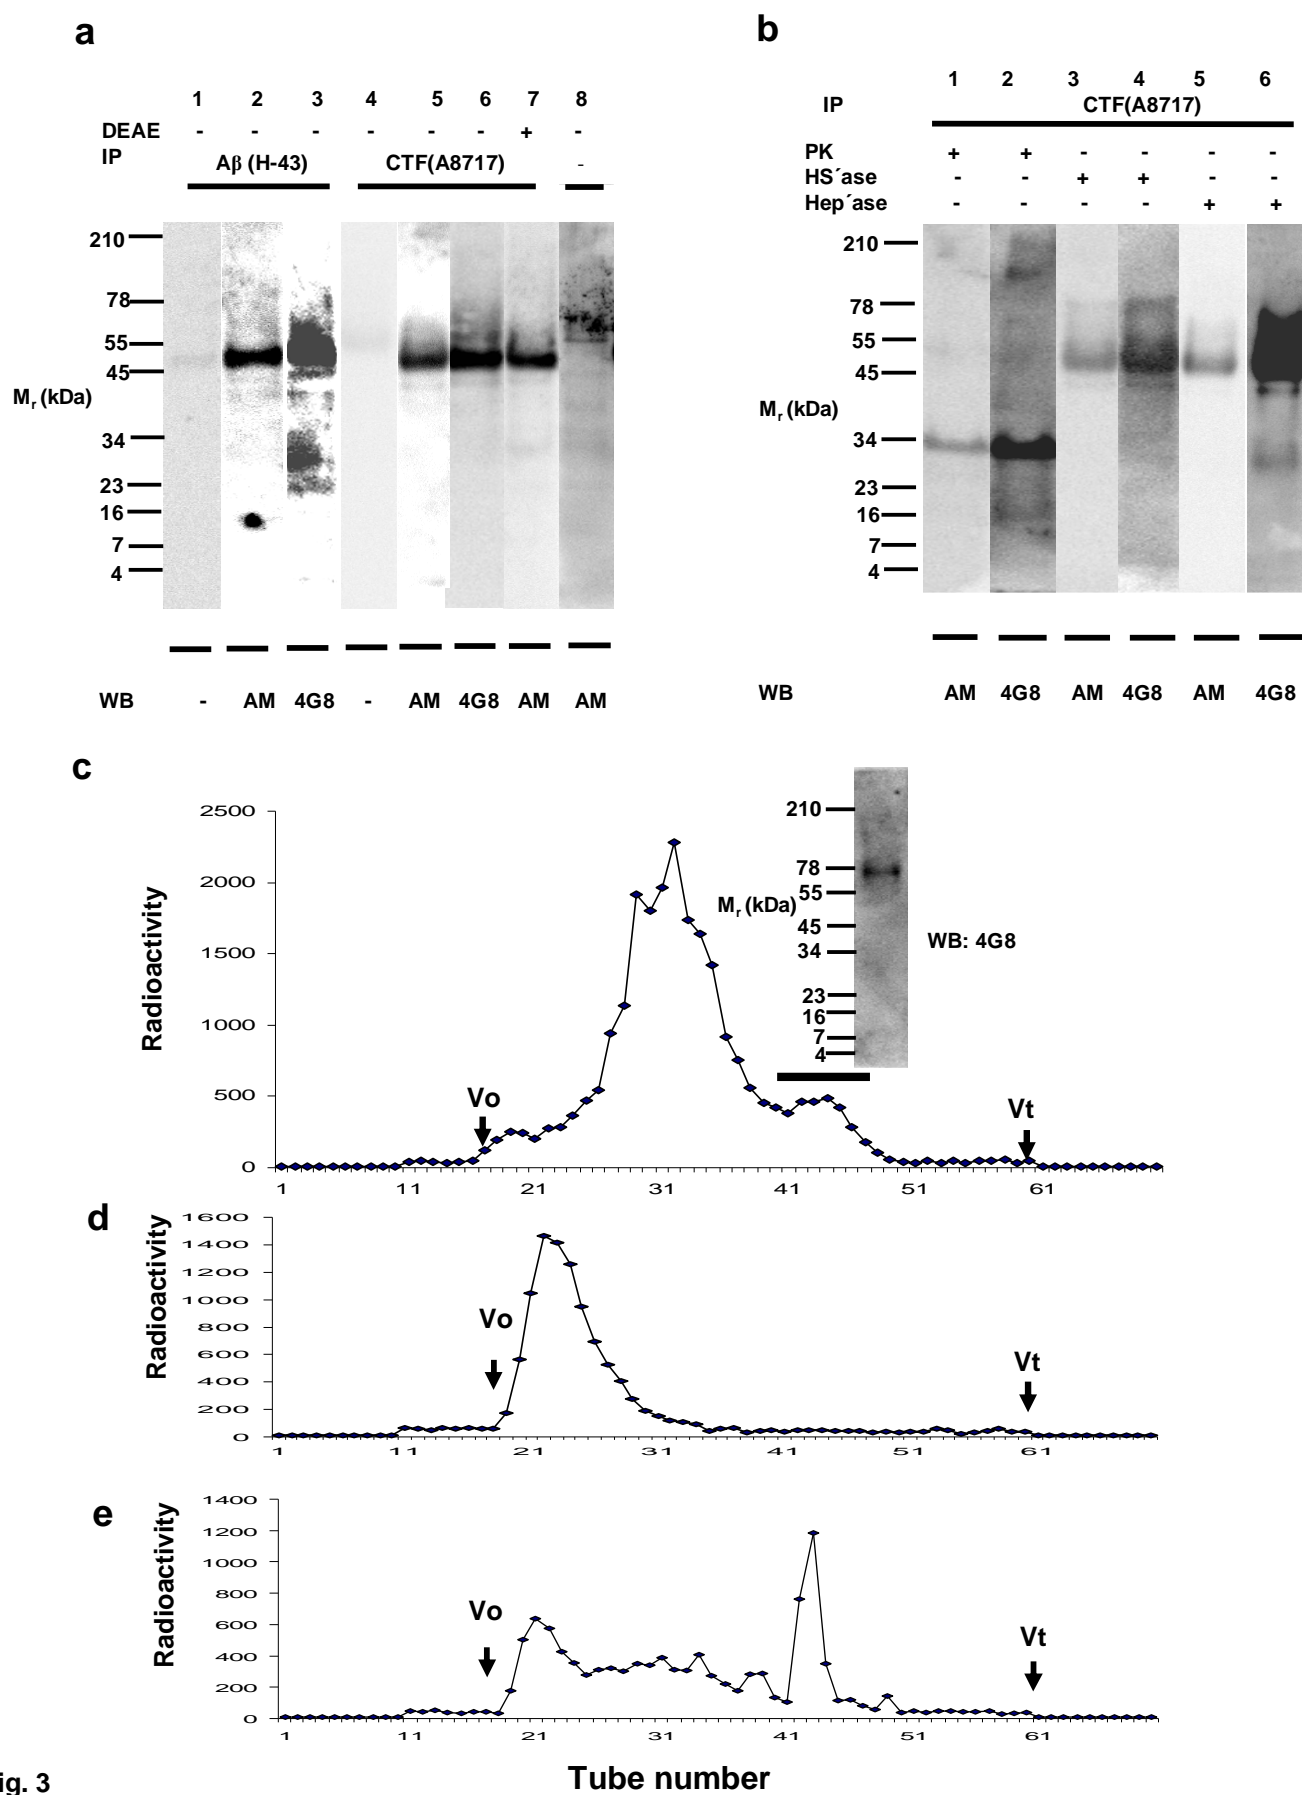 a
1 2 3 4 5 6 7 8
DEAE - - - - - - + -
IP Aβ (H-43) CTF(A8717) -
210
78
55
45
Mr (kDa)
34
23
16
7
4
WB - AM 4G8 - AM 4G8 AM AM
b
1 2 3 4 5 6
IP CTF(A8717)
PK + + - - - -
HS´ase - - + + - -
Hep´ase - - - - + +
210
78
55
45
Mr (kDa)
34
23
16
7
4
WB AM 4G8 AM 4G8 AM 4G8
c
Radioactivity
2500
2000
1500
1000
500
0
Vo
Vt
1 11 21 31 41 51 61
210
78
55
Mr (kDa)
45
34
23
16
7
4
WB: 4G8
d
Radioactivity
1600
1400
1200
1000
800
600
400
200
0
Vo
Vt
1 11 21 31 41 51 61
e
Radioactivity
1400
1200
1000
800
600
400
200
0
Vo
Vt
1 11 21 31 41 51 61
Tube number
ig. 3